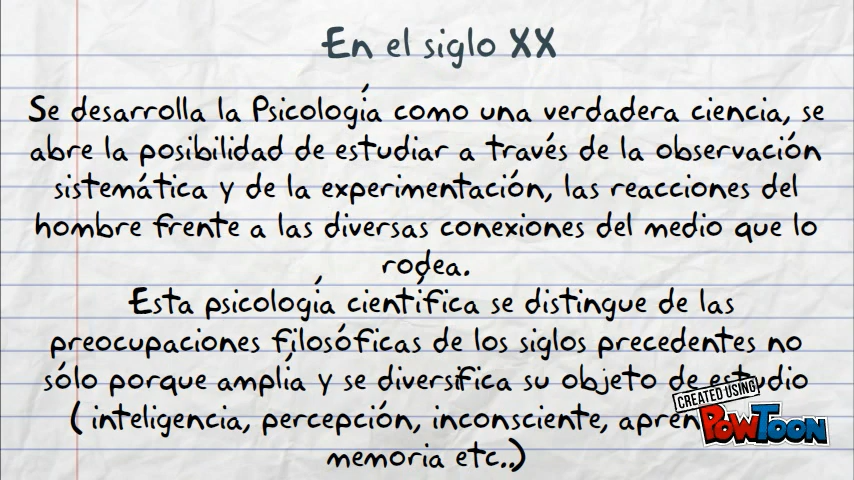 En el siglo XX
Se desarrolla la Psicología como una verdadera ciencia, se
abre la posibilidad de estudiar a través de la observación
sistemática y de la experimentación, las reacciones del
hombre frente a las diversas conexiones del medio que lo
rodea.
Esta psicología científica se distingue de las
preocupaciones filosóficas de los siglos precedentes no
sólo porque amplía y se diversifica su objeto de estudio
( inteligencia, percepción, inconsciente,
memoria etc..)
CREATED USING
POWTOON